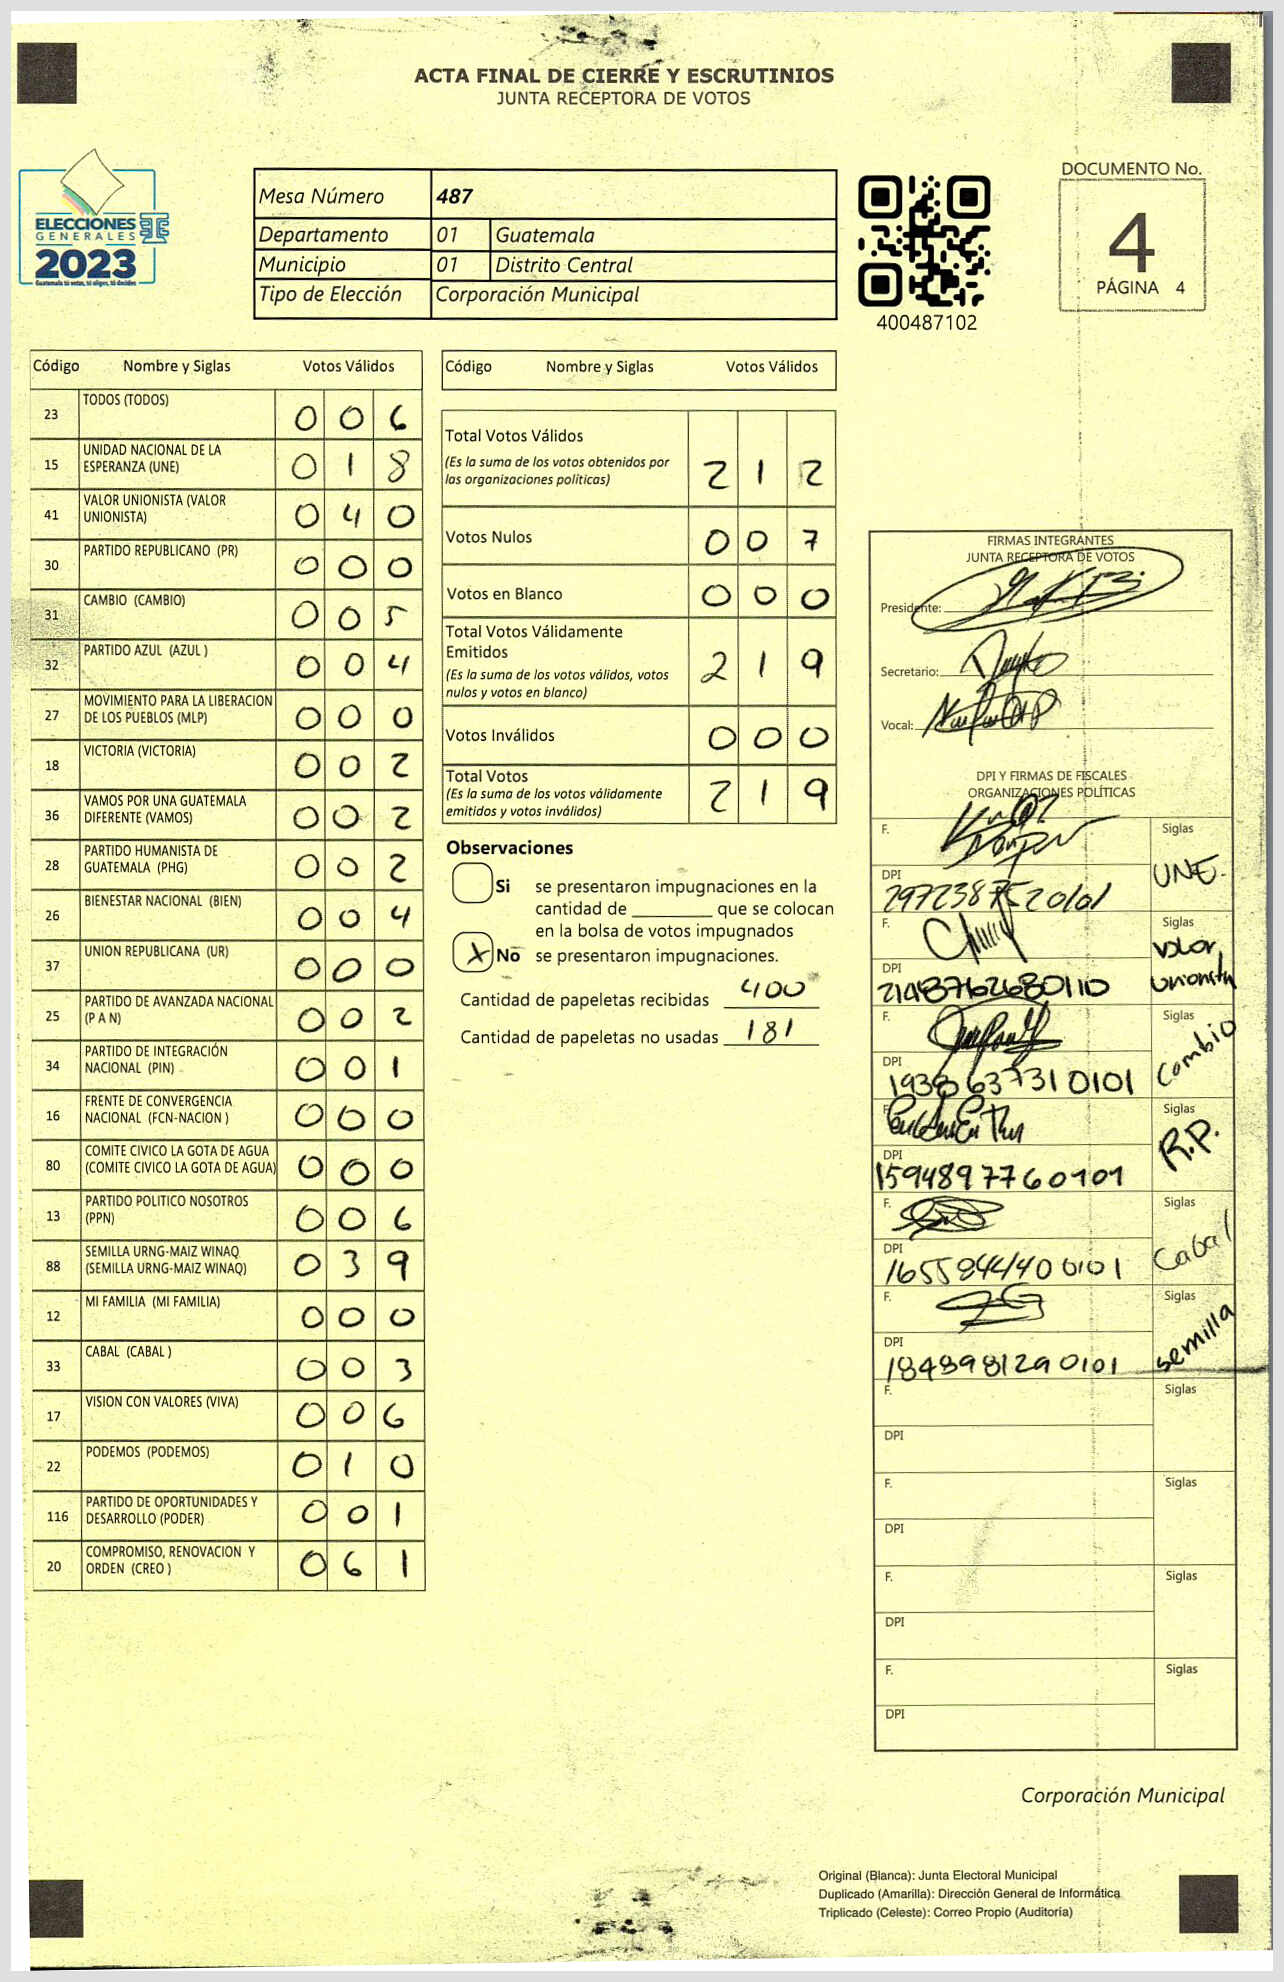 ACTA FINAL DE CIERRE Y ESCRUTINIOS
JUNTA RECEPTORA DE VOTOS
ELECCIONES
GENERALES
2023
Guatemala tú votas, tú eliges, tú decides
Mesa Número 487
Departamento 01 Guatemala
Municipio 01 Distrito Central
Tipo de Elección Corporación Municipal
400487102
DOCUMENTO No.
4
PÁGINA 4
Código Nombre y Siglas Votos Válidos
23 TODOS (TODOS) 0 0 6
15 UNIDAD NACIONAL DE LA ESPERANZA (UNE) 0 1 8
41 VALOR UNIONISTA (VALOR UNIONISTA) 0 4 0
30 PARTIDO REPUBLICANO (PR) 0 0 0
31 CAMBIO (CAMBIO) 0 0 5
32 PARTIDO AZUL (AZUL ) 0 0 4
27 MOVIMIENTO PARA LA LIBERACION DE LOS PUEBLOS (MLP) 0 0 0
18 VICTORIA (VICTORIA) 0 0 2
36 VAMOS POR UNA GUATEMALA DIFERENTE (VAMOS) 0 0 2
28 PARTIDO HUMANISTA DE GUATEMALA (PHG) 0 0 2
26 BIENESTAR NACIONAL (BIEN) 0 0 4
37 UNION REPUBLICANA (UR) 0 0 0
25 PARTIDO DE AVANZADA NACIONAL (P A N) 0 0 2
34 PARTIDO DE INTEGRACIÓN NACIONAL (PIN) 0 0 1
16 FRENTE DE CONVERGENCIA NACIONAL (FCN-NACION ) 0 0 0
80 COMITE CIVICO LA GOTA DE AGUA (COMITE CIVICO LA GOTA DE AGUA) 0 0 0
13 PARTIDO POLITICO NOSOTROS (PPN) 0 0 6
88 SEMILLA URNG-MAIZ WINAQ (SEMILLA URNG-MAIZ WINAQ) 0 3 9
12 MI FAMILIA (MI FAMILIA) 0 0 0
33 CABAL (CABAL ) 0 0 3
17 VISION CON VALORES (VIVA) 0 0 6
22 PODEMOS (PODEMOS) 0 1 0
116 PARTIDO DE OPORTUNIDADES Y DESARROLLO (PODER) 0 0 1
20 COMPROMISO, RENOVACION Y ORDEN (CREO ) 0 6 1
Código Nombre y Siglas Votos Válidos
Total Votos Válidos
(Es la suma de los votos obtenidos por las organizaciones políticas) 2 1 2
Votos Nulos 0 0 7
Votos en Blanco 0 0 0
Total Votos Válidamente Emitidos
(Es la suma de los votos válidos, votos nulos y votos en blanco) 2 1 9
Votos Inválidos 0 0 0
Total Votos
(Es la suma de los votos válidamente emitidos y votos inválidos) 2 1 9
Observaciones
Si se presentaron impugnaciones en la
cantidad de ________ que se colocan
en la bolsa de votos impugnados
X No se presentaron impugnaciones.
Cantidad de papeletas recibidas 400
Cantidad de papeletas no usadas 181
FIRMAS INTEGRANTES
JUNTA RECEPTORA DE VOTOS
Presidente:
Secretario:
Vocal:
DPI Y FIRMAS DE FISCALES
ORGANIZACIONES POLÍTICAS
F. Siglas
DPI 2972387520101 UNE.
F. Siglas
DPI 2148762680110 valor unionista
F. Siglas
DPI 1938637310101 Cambio
F. Siglas
DPI 1594897760101 R.P.
F. Siglas
DPI 1655844400101 Cabal
F. Siglas
DPI 1848981290101 semilla
F. Siglas
DPI
F. Siglas
DPI
F. Siglas
DPI
F. Siglas
DPI
Corporación Municipal
Original (Blanca): Junta Electoral Municipal
Duplicado (Amarilla): Dirección General de Informática
Triplicado (Celeste): Correo Propio (Auditoría)